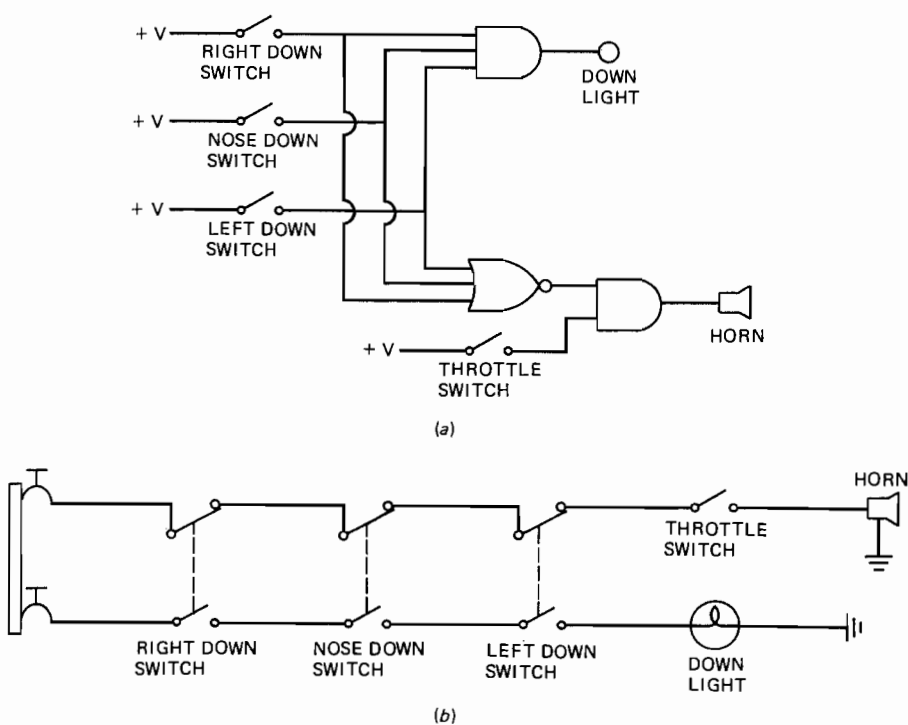 + V
RIGHT DOWN
SWITCH
DOWN
LIGHT
+ V
NOSE DOWN
SWITCH
+ V
LEFT DOWN
SWITCH
HORN
+ V
THROTTLE
SWITCH
(a)
HORN
THROTTLE
SWITCH
RIGHT DOWN
SWITCH
NOSE DOWN
SWITCH
LEFT DOWN
SWITCH
DOWN
LIGHT
(b)